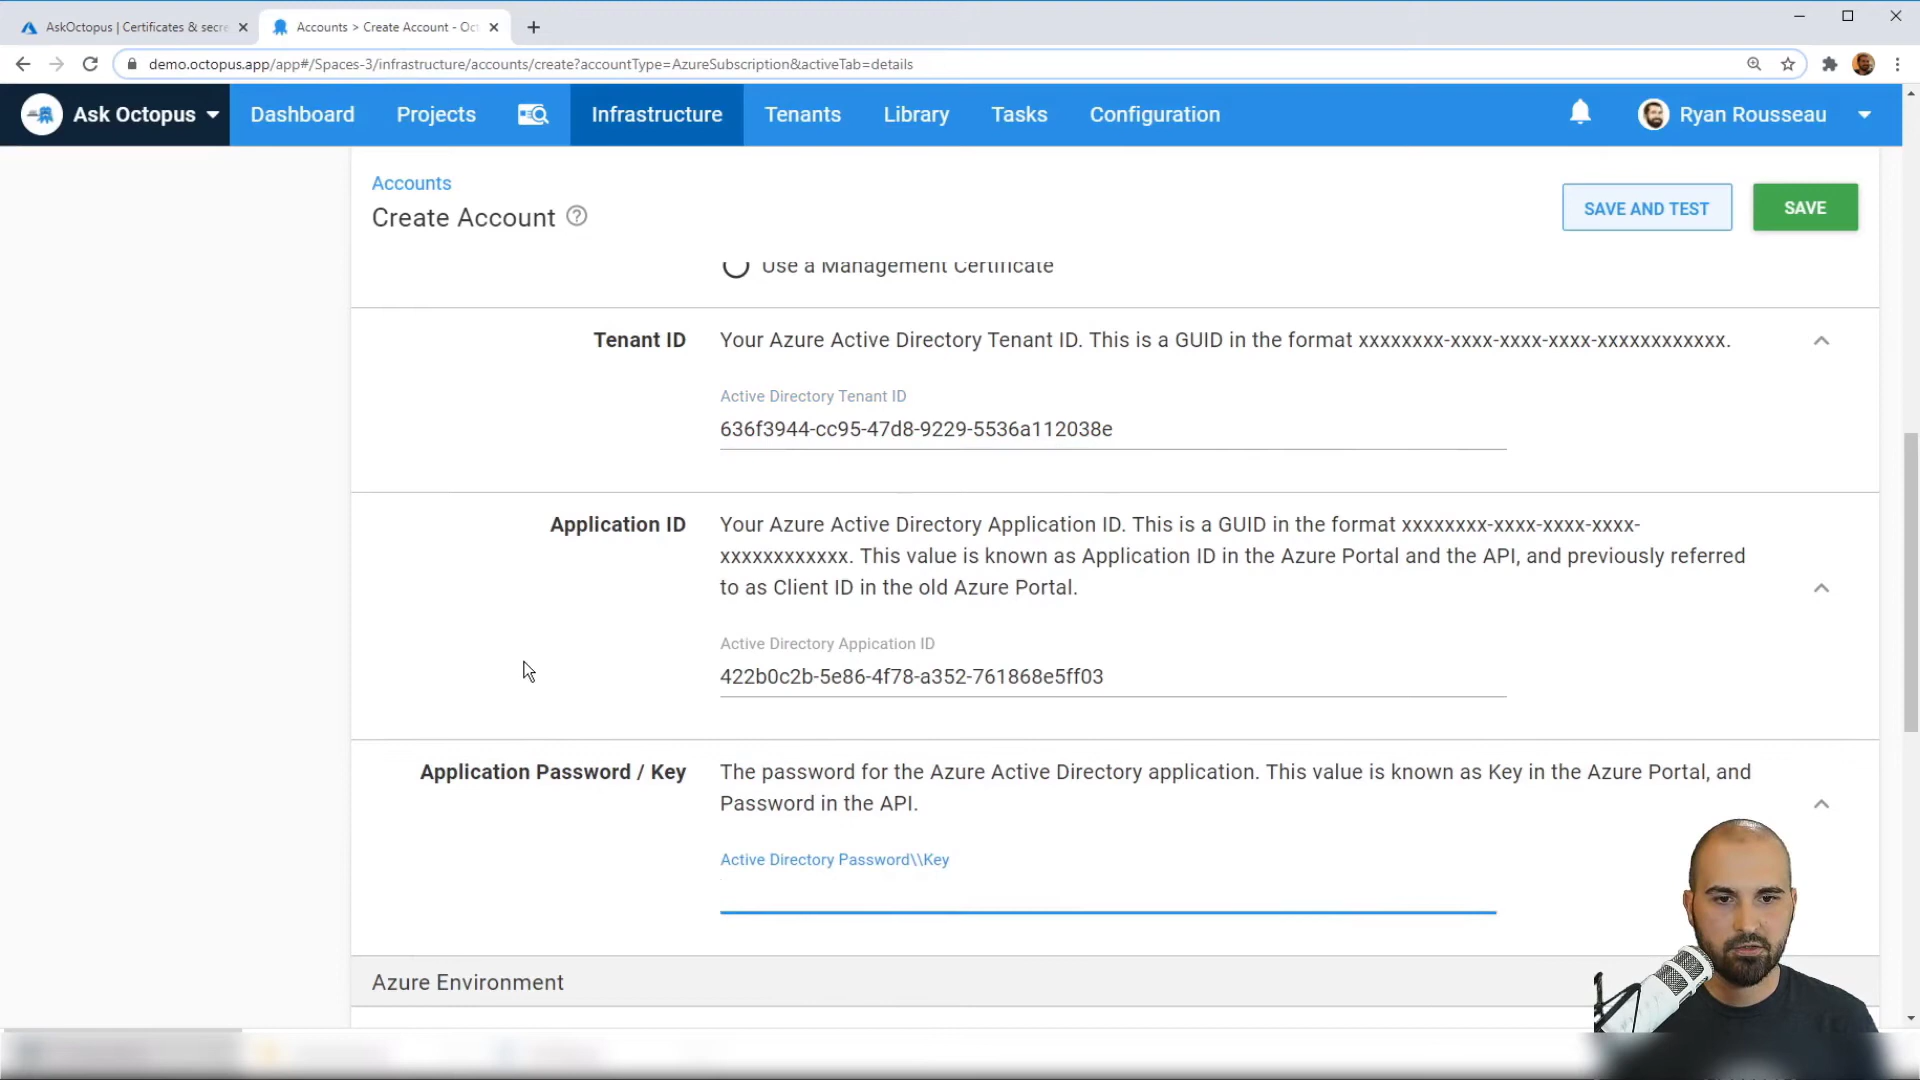 AskOctopus | Certificates & secre
Accounts > Create Account - Oct
demo.octopus.app/app#/Spaces-3/infrastructure/accounts/create?accountType=AzureSubscription&activeTab=details
Ask Octopus
Dashboard
Projects
Infrastructure
Tenants
Library
Tasks
Configuration
Ryan Rousseau
Accounts
Create Account
SAVE AND TEST
SAVE
Use a Management Certificate
Tenant ID
Your Azure Active Directory Tenant ID. This is a GUID in the format xxxxxxxx-xxxx-xxxx-xxxx-xxxxxxxxxxxx.
Active Directory Tenant ID
636f3944-cc95-47d8-9229-5536a112038e
Application ID
Your Azure Active Directory Application ID. This is a GUID in the format xxxxxxxx-xxxx-xxxx-xxxx-
xxxxxxxxxxxx. This value is known as Application ID in the Azure Portal and the API, and previously referred
to as Client ID in the old Azure Portal.
Active Directory Appication ID
422b0c2b-5e86-4f78-a352-761868e5ff03
Application Password / Key
The password for the Azure Active Directory application. This value is known as Key in the Azure Portal, and
Password in the API.
Active Directory Password\\Key
Azure Environment